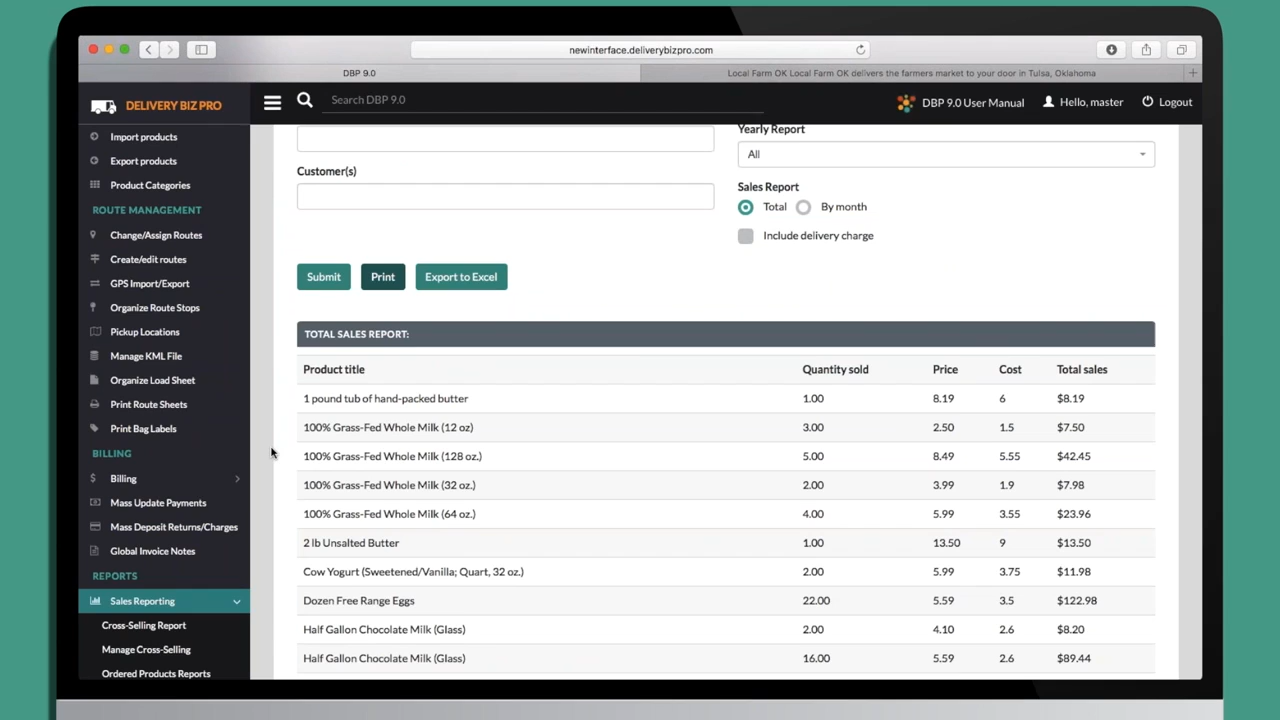 newinterface.deliverybizpro.com
DBP 9.0
Local Farm OK Local Farm OK delivers the farmers market to your door in Tulsa, Oklahoma
DELIVERY BIZ PRO
Search DBP 9.0
DBP 9.0 User Manual
Hello, master
Logout
Import products
Export products
Product Categories
ROUTE MANAGEMENT
Change/Assign Routes
Create/edit routes
GPS Import/Export
Organize Route Stops
Pickup Locations
Manage KML File
Organize Load Sheet
Print Route Sheets
Print Bag Labels
BILLING
Billing
Mass Update Payments
Mass Deposit Returns/Charges
Global Invoice Notes
REPORTS
Sales Reporting
Cross-Selling Report
Manage Cross-Selling
Ordered Products Reports
Yearly Report
All
Customer(s)
Sales Report
Total By month
Include delivery charge
Submit Print Export to Excel
TOTAL SALES REPORT:
Product title Quantity sold Price Cost Total sales
1 pound tub of hand-packed butter 1.00 8.19 6 $8.19
100% Grass-Fed Whole Milk (12 oz) 3.00 2.50 1.5 $7.50
100% Grass-Fed Whole Milk (128 oz.) 5.00 8.49 5.55 $42.45
100% Grass-Fed Whole Milk (32 oz.) 2.00 3.99 1.9 $7.98
100% Grass-Fed Whole Milk (64 oz.) 4.00 5.99 3.55 $23.96
2 lb Unsalted Butter 1.00 13.50 9 $13.50
Cow Yogurt (Sweetened/Vanilla; Quart, 32 oz.) 2.00 5.99 3.75 $11.98
Dozen Free Range Eggs 22.00 5.59 3.5 $122.98
Half Gallon Chocolate Milk (Glass) 2.00 4.10 2.6 $8.20
Half Gallon Chocolate Milk (Glass) 16.00 5.59 2.6 $89.44